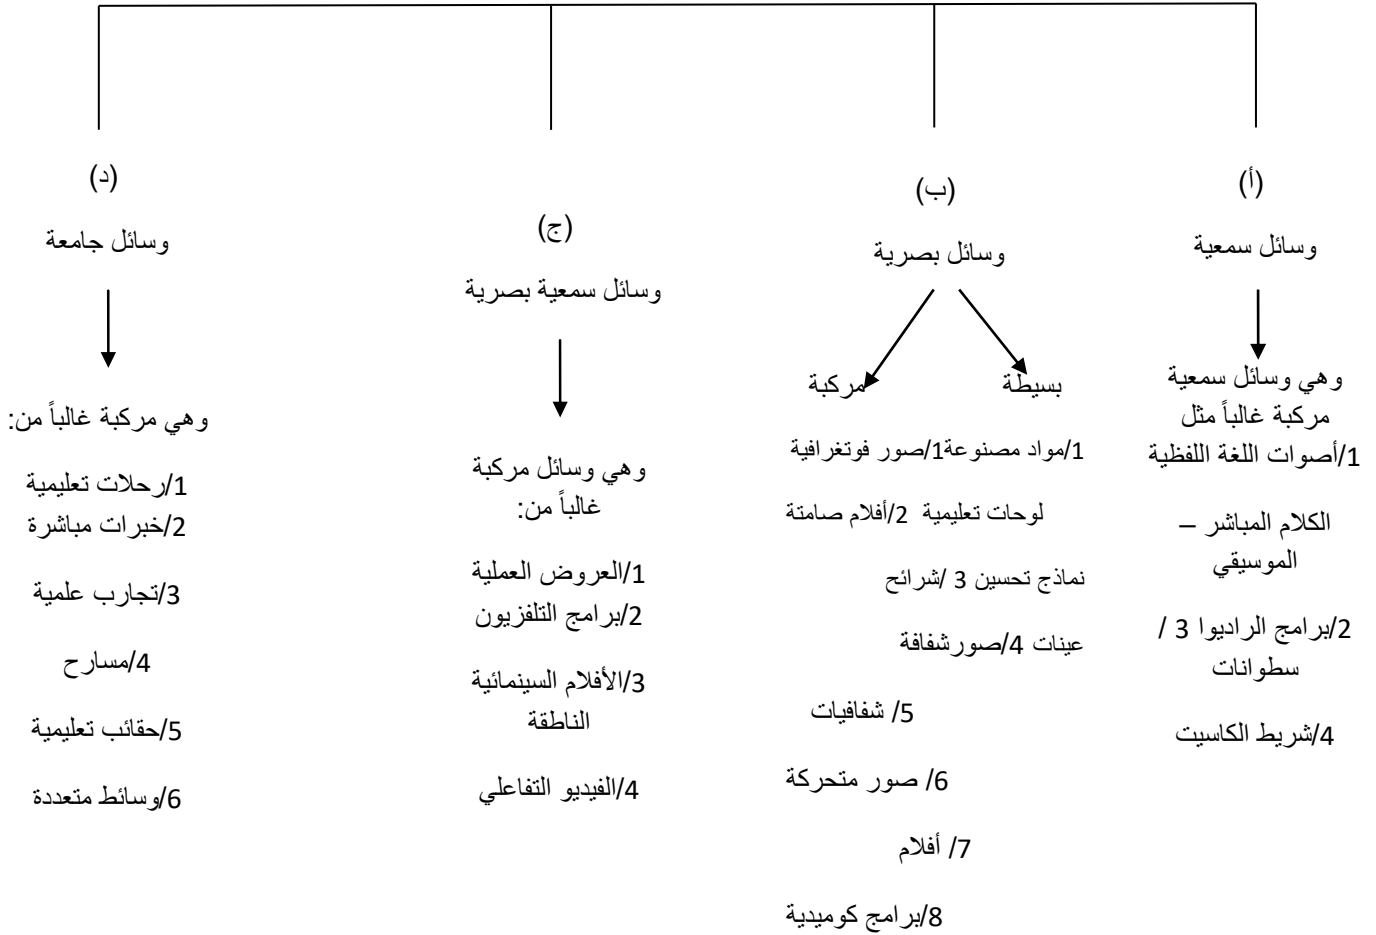 (أ)
وسائل سمعية
وهي وسائل سمعية
مركبة غالباً مثل
1/أصوات اللغة اللفظية
الكلام المباشر –
الموسيقي
2/برامج الراديوا 3 /
سطوانات
4/شريط الكاسيت
(ب)
وسائل بصرية
بسيطة مركبة
1/مواد مصنوعة1/صور فوتغرافية
لوحات تعليمية 2/أفلام صامتة
نماذج تحسين 3 /شرائح
عينات 4/صورشفافة
5/ شفافيات
6/ صور متحركة
7/ أفلام
8/برامج كوميدية
(ج)
وسائل سمعية بصرية
وهي وسائل مركبة
غالباً من:
1/العروض العملية
2/برامج التلفزيون
3/الأفلام السينمائية
الناطقة
4/الفيديو التفاعلي
(د)
وسائل جامعة
وهي مركبة غالباً من:
1/رحلات تعليمية
2/خبرات مباشرة
3/تجارب علمية
4/مسارح
5/حقائب تعليمية
6/وسائط متعددة